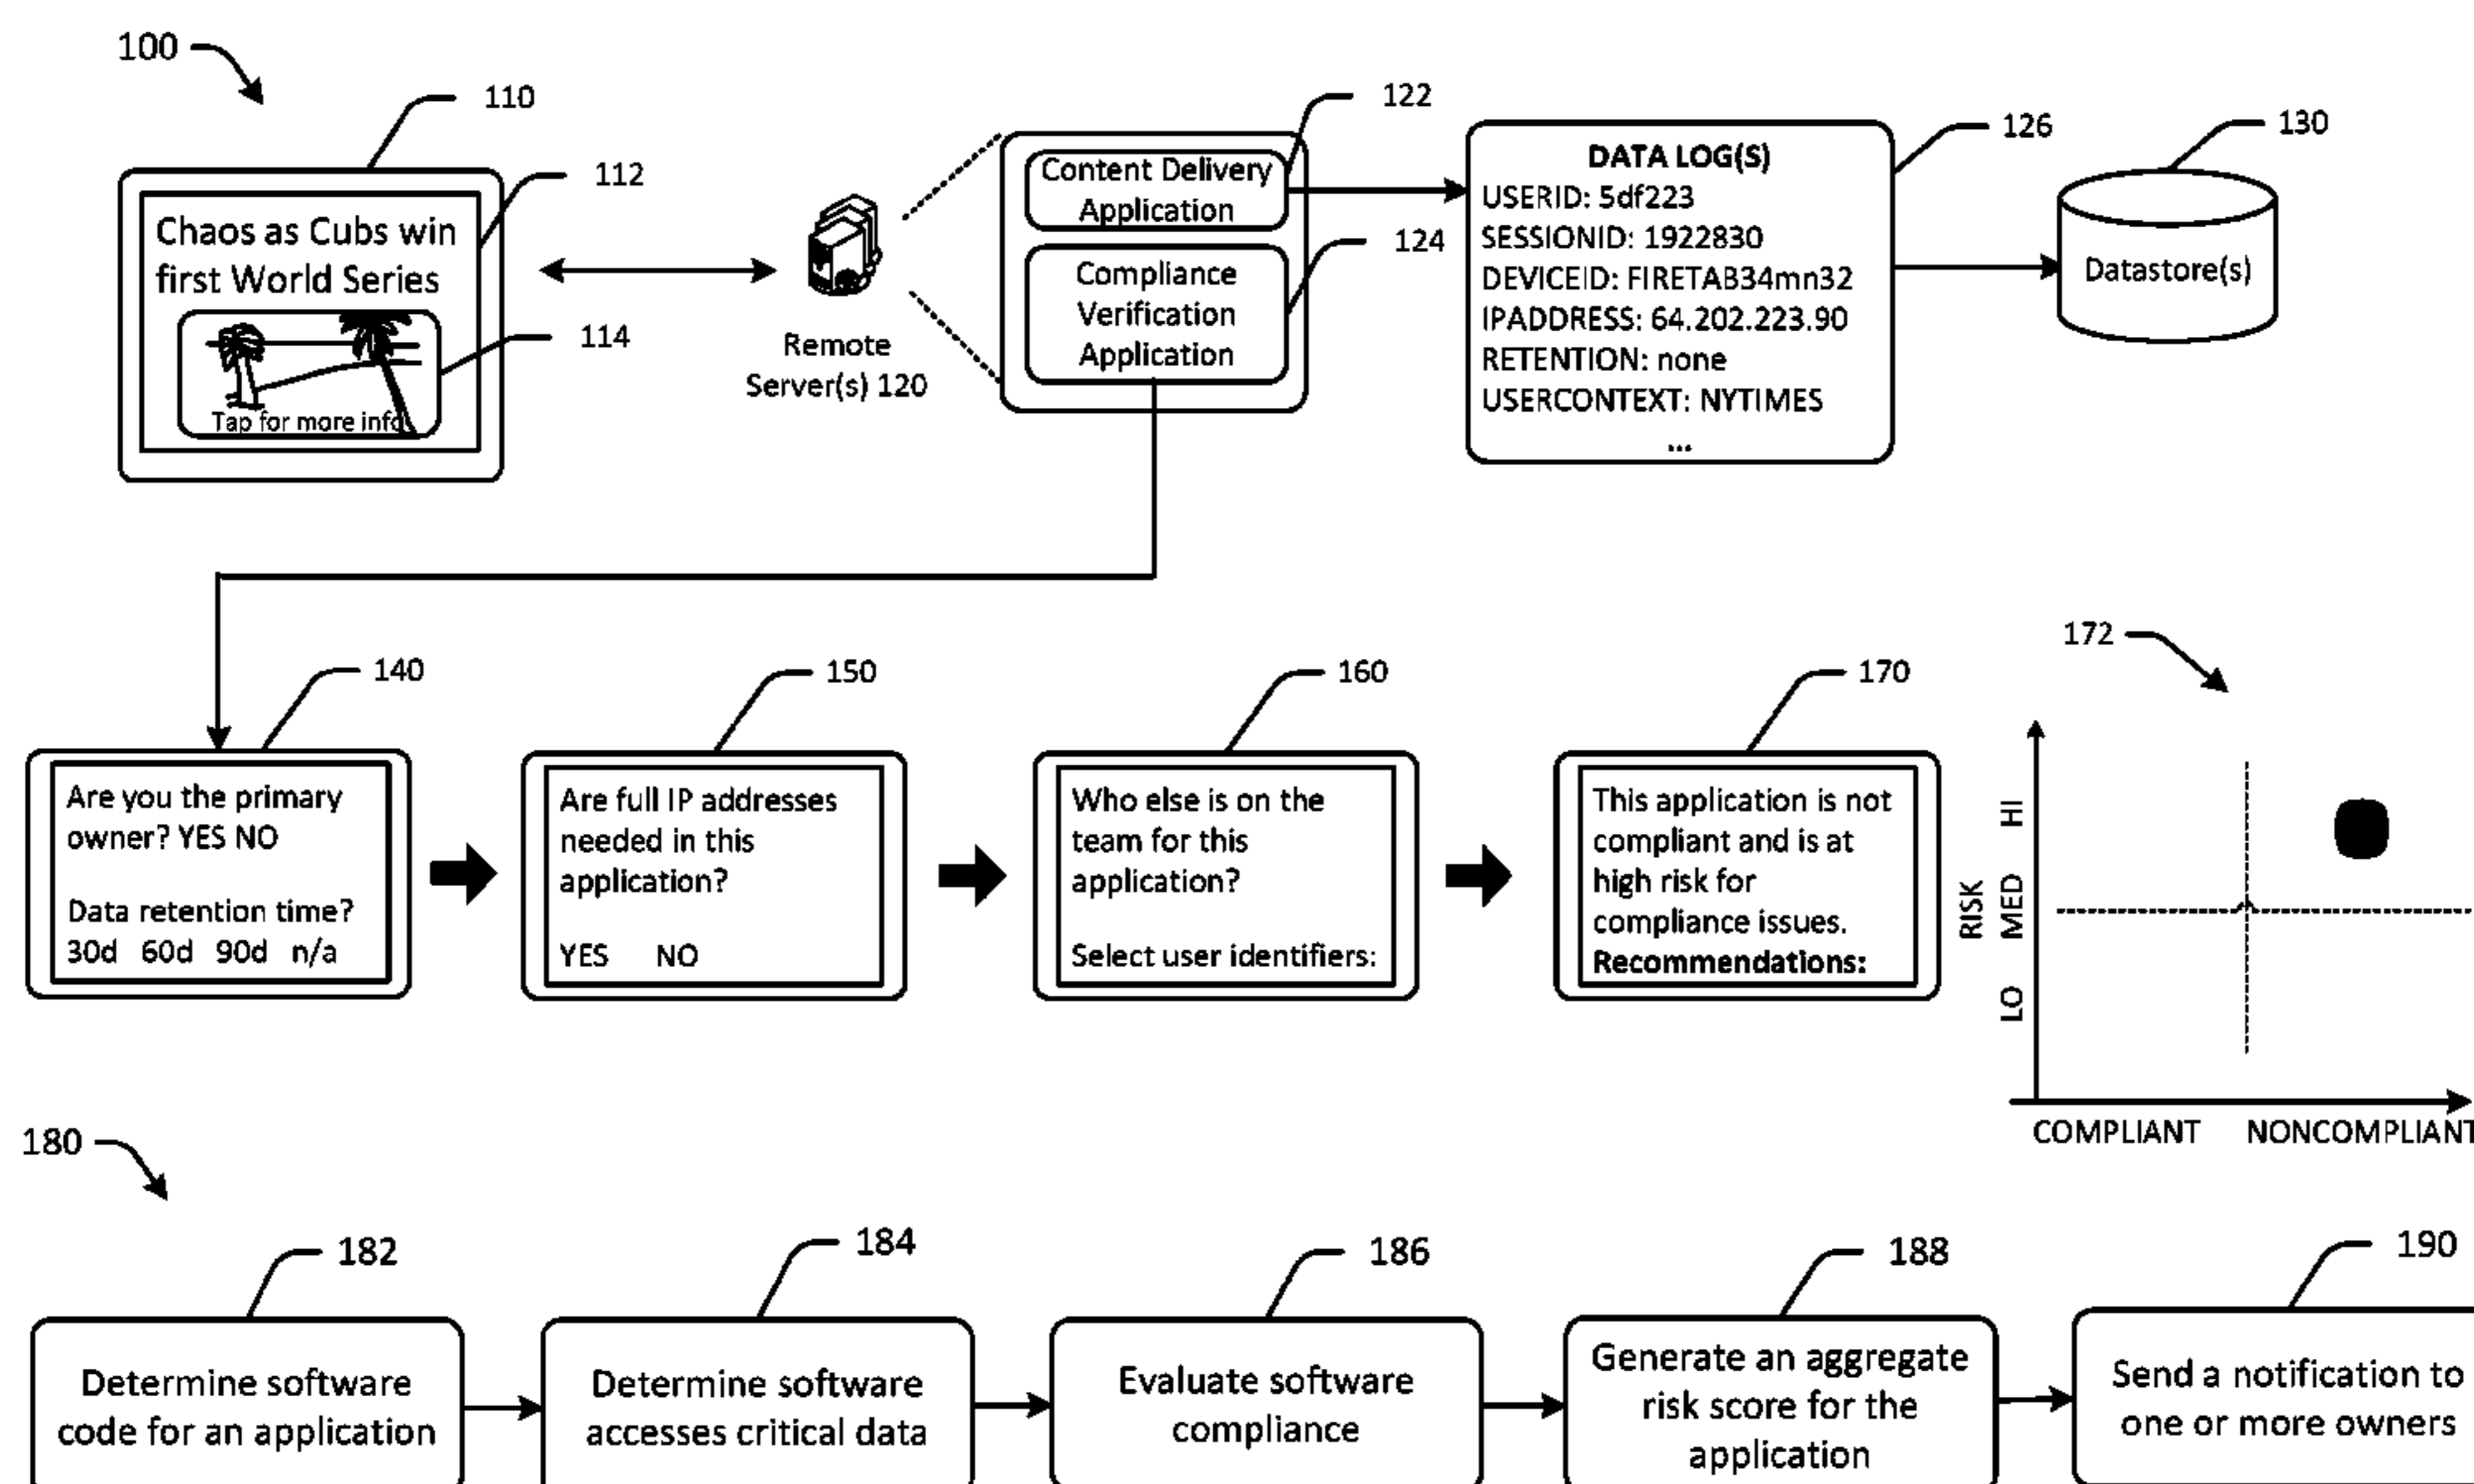 100
110
112
Chaos as Cubs win
first World Series
114
Tap for more info
Remote
Server(s) 120
122
Content Delivery
Application
124
Compliance
Verification
Application
126
DATA LOG(S)
USERID: 5df223
SESSIONID: 1922830
DEVICEID: FIRETAB34mn32
IPADDRESS: 64.202.223.90
RETENTION: none
USERCONTEXT: NYTIMES
...
130
Datastore(s)
140
Are you the primary
owner? YES NO
Data retention time?
30d 60d 90d n/a
150
Are full IP addresses
needed in this
application?
YES NO
160
Who else is on the
team for this
application?
Select user identifiers:
170
This application is not
compliant and is at
high risk for
compliance issues.
Recommendations:
172
RISK
LO MED HI
COMPLIANT NONCOMPLIANT
180
182
Determine software
code for an application
184
Determine software
accesses critical data
186
Evaluate software
compliance
188
Generate an aggregate
risk score for the
application
190
Send a notification to
one or more owners